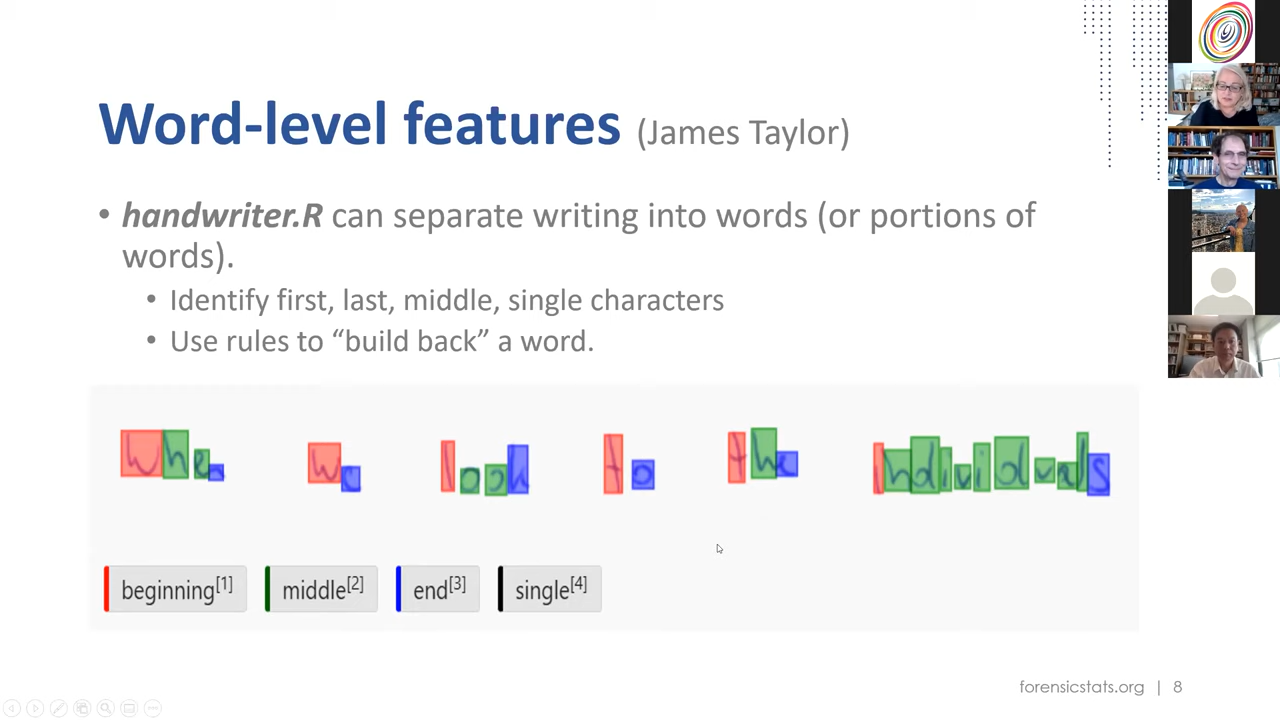 Word-level features (James Taylor)
• handwriter.R can separate writing into words (or portions of
words).
• Identify first, last, middle, single characters
• Use rules to “build back” a word.
When we look to the individuals
beginning[1] middle[2] end[3] single[4]
forensicstats.org | 8